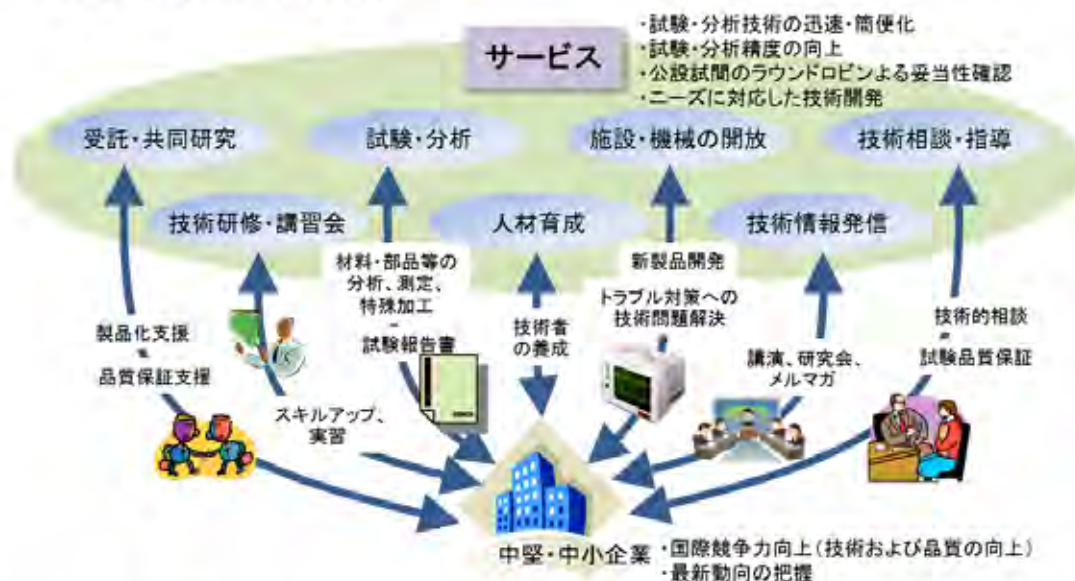 サービス
・試験・分析技術の迅速・簡便化
・試験・分析精度の向上
・公設試間のラウンドロビンよる妥当性確認
・ニーズに対応した技術開発
受託・共同研究
試験・分析
施設・機械の開放
技術相談・指導
技術研修・講習会
人材育成
技術情報発信
材料・部品等の
分析、測定、
特殊加工
試験報告書
新製品開発
トラブル対策への
技術問題解決
製品化支援
品質保証支援
技術者
の養成
技術的相談
試験品質保証
講演、研究会、
メルマガ
スキルアップ、
実習
中堅・中小企業
・国際競争力向上(技術および品質の向上)
・最新動向の把握